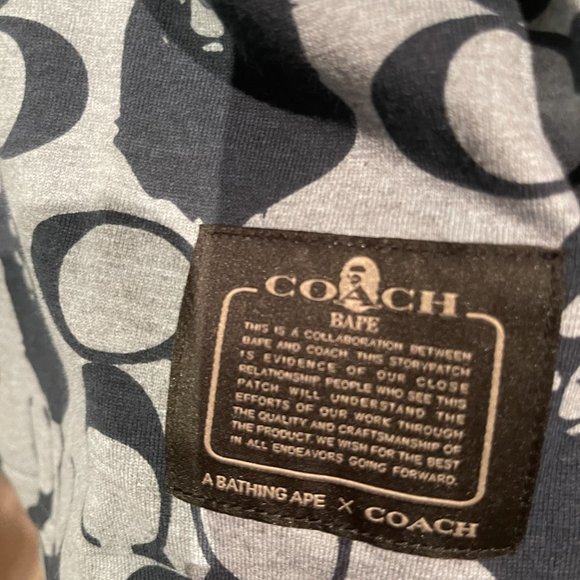 COACH
BAPE
THIS IS A COLLABORATION BETWEEN
BAPE AND COACH THIS STORYPATCH
IS EVIDENCE OF OUR CLOSE
RELATIONSHIP PEOPLE WHO SEE THIS
PATCH WILL UNDERSTAND THE
EFFORTS OF OUR WORK THROUGH
THE QUALITY AND CRAFTSMANSHIP OF
THE PRODUCT. WE WISH FOR THE BEST
IN ALL ENDEAVORS GOING FORWARD.
A BATHING APE × COACH